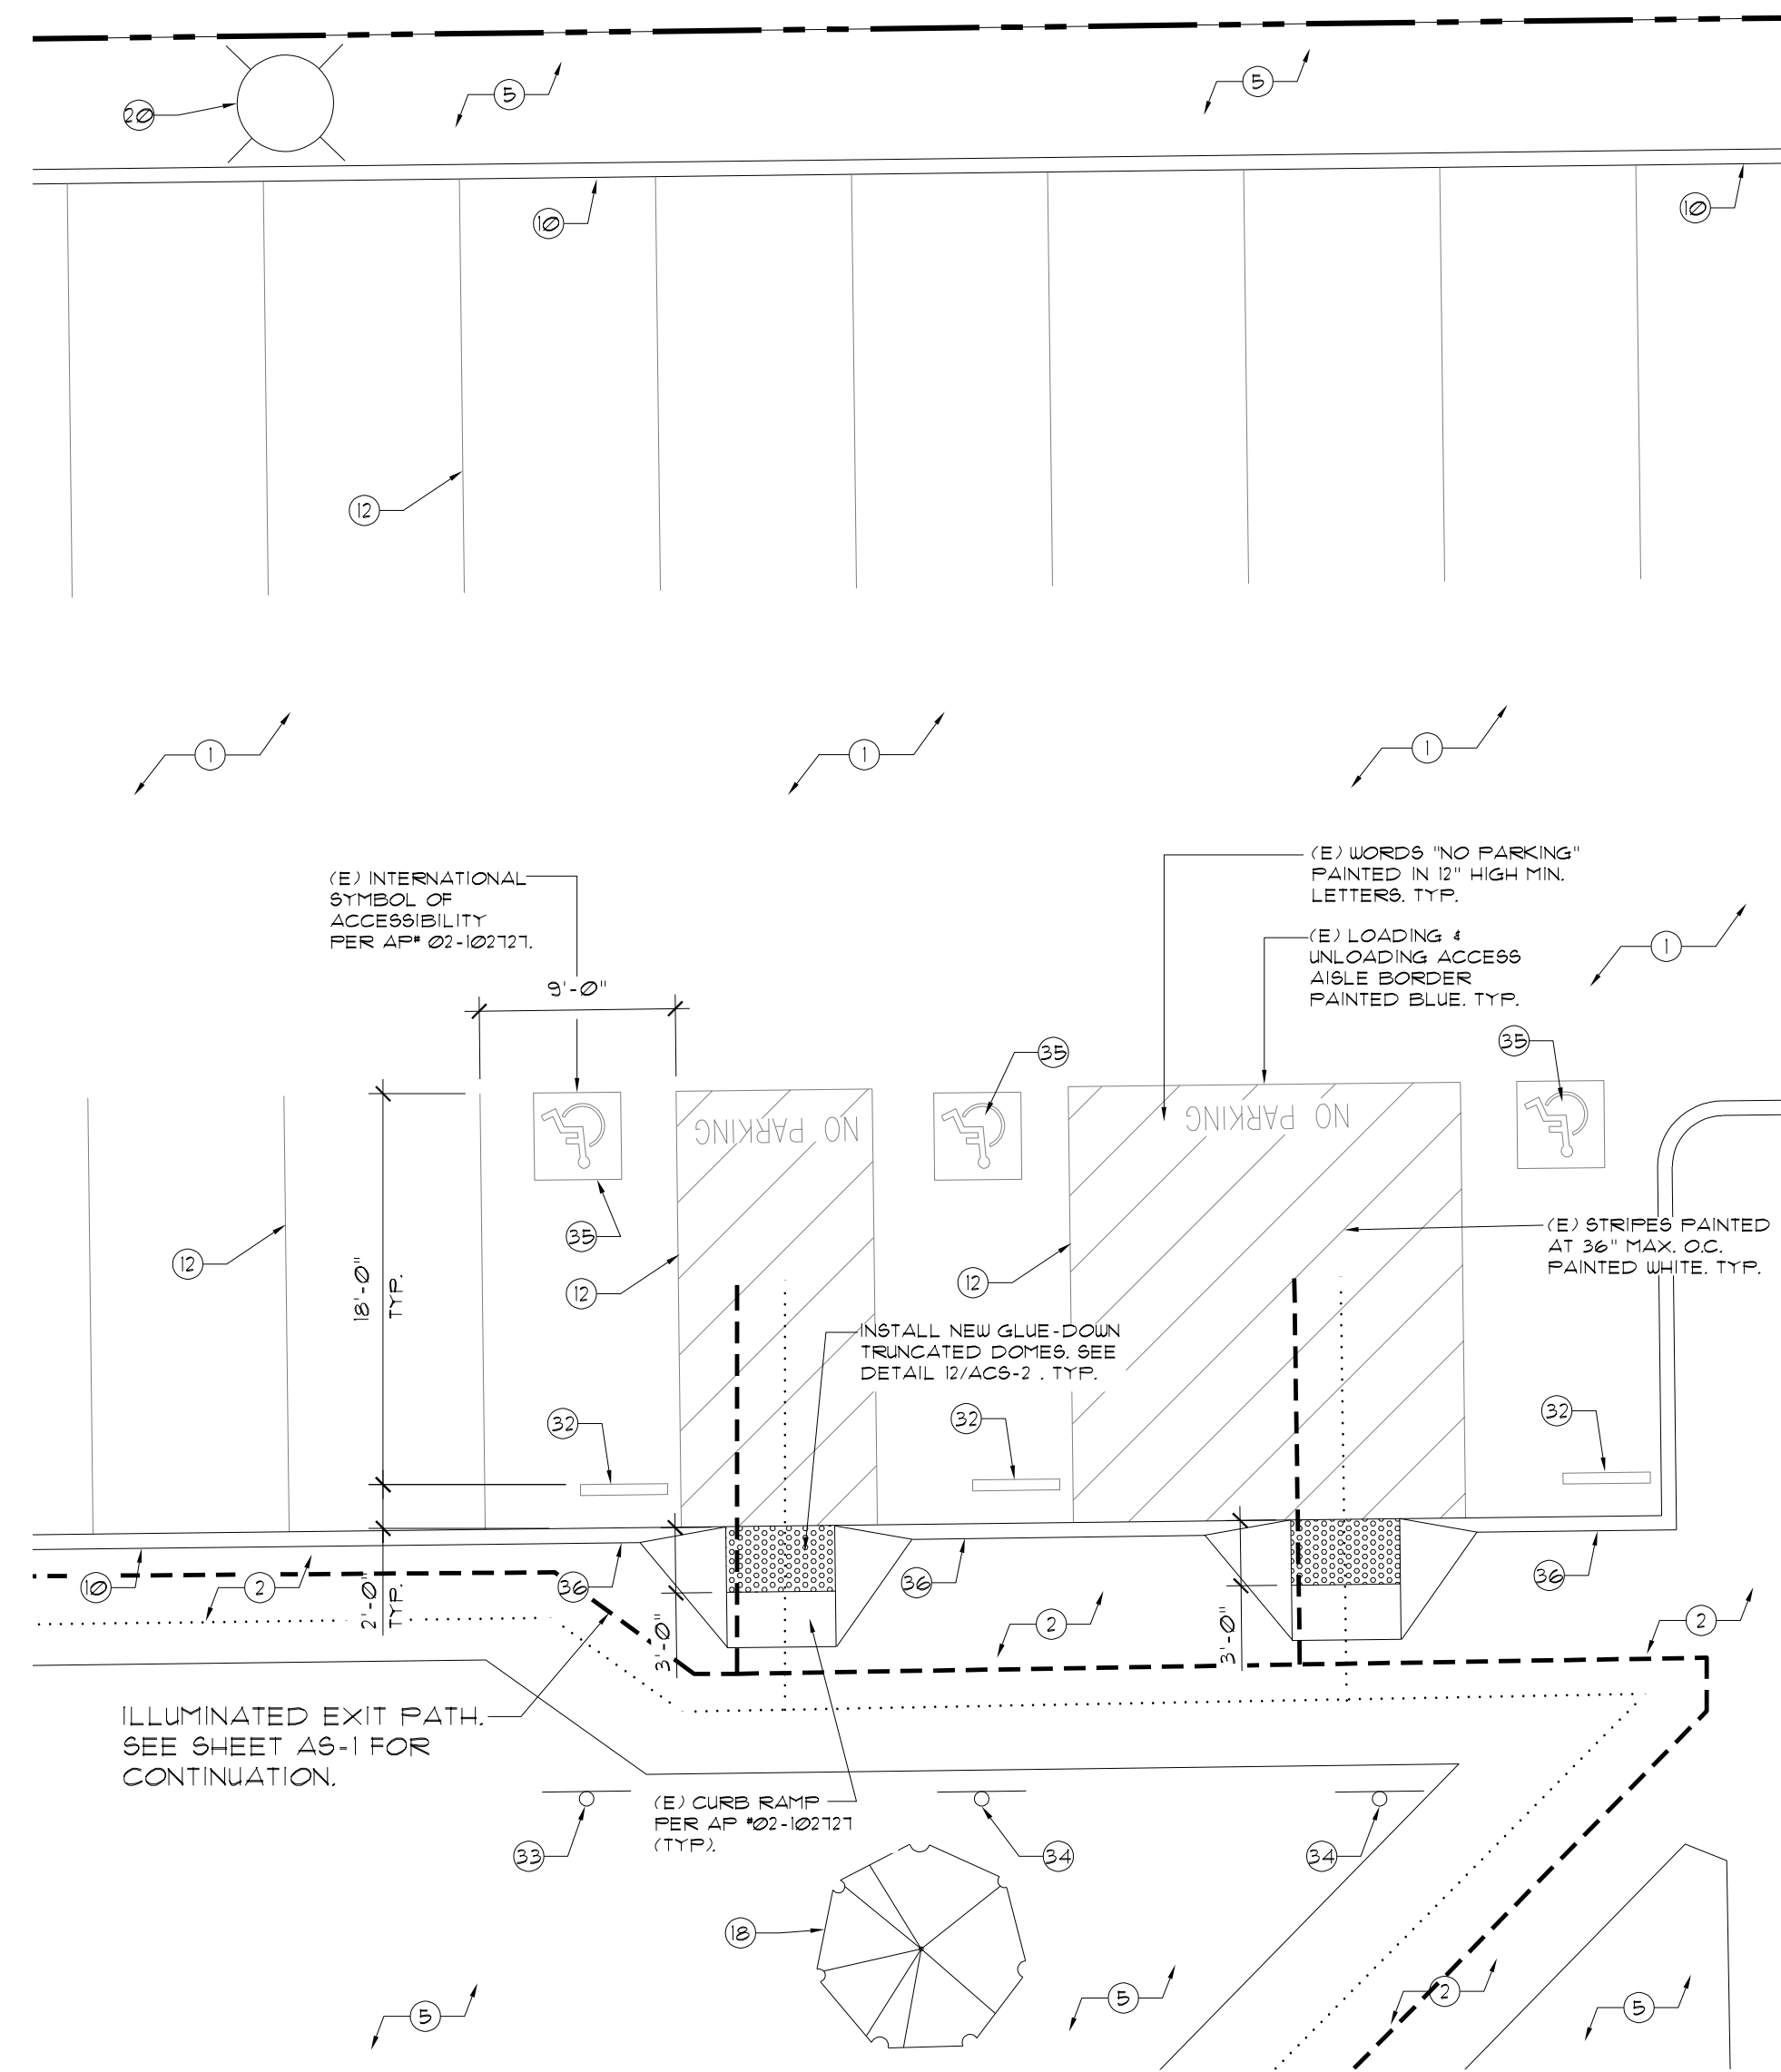 20
5
5
10
10
12
1
1
1
(E) WORDS "NO PARKING"
PAINTED IN 12" HIGH MIN.
LETTERS. TYP.
(E) INTERNATIONAL
SYMBOL OF
ACCESSIBILITY
PER AP# 02-102727.
(E) LOADING &
UNLOADING ACCESS
AISLE BORDER
PAINTED BLUE. TYP.
1
9'-0"
35
35
NO PARKING
NO PARKING
35
12
12
12
(E) STRIPES PAINTED
AT 36" MAX. O.C.
PAINTED WHITE. TYP.
18'-0"
TYP.
INSTALL NEW GLUE-DOWN
TRUNCATED DOMES. SEE
DETAIL 12/ACS-2 . TYP.
32
32
32
10
2
36
36
36
2'-0"
TYP.
3'-0"
2
3'-0"
2
ILLUMINATED EXIT PATH.
SEE SHEET AS-1 FOR
CONTINUATION.
(E) CURB RAMP
PER AP #02-102727
(TYP).
33
34
34
18
5
5
2
5